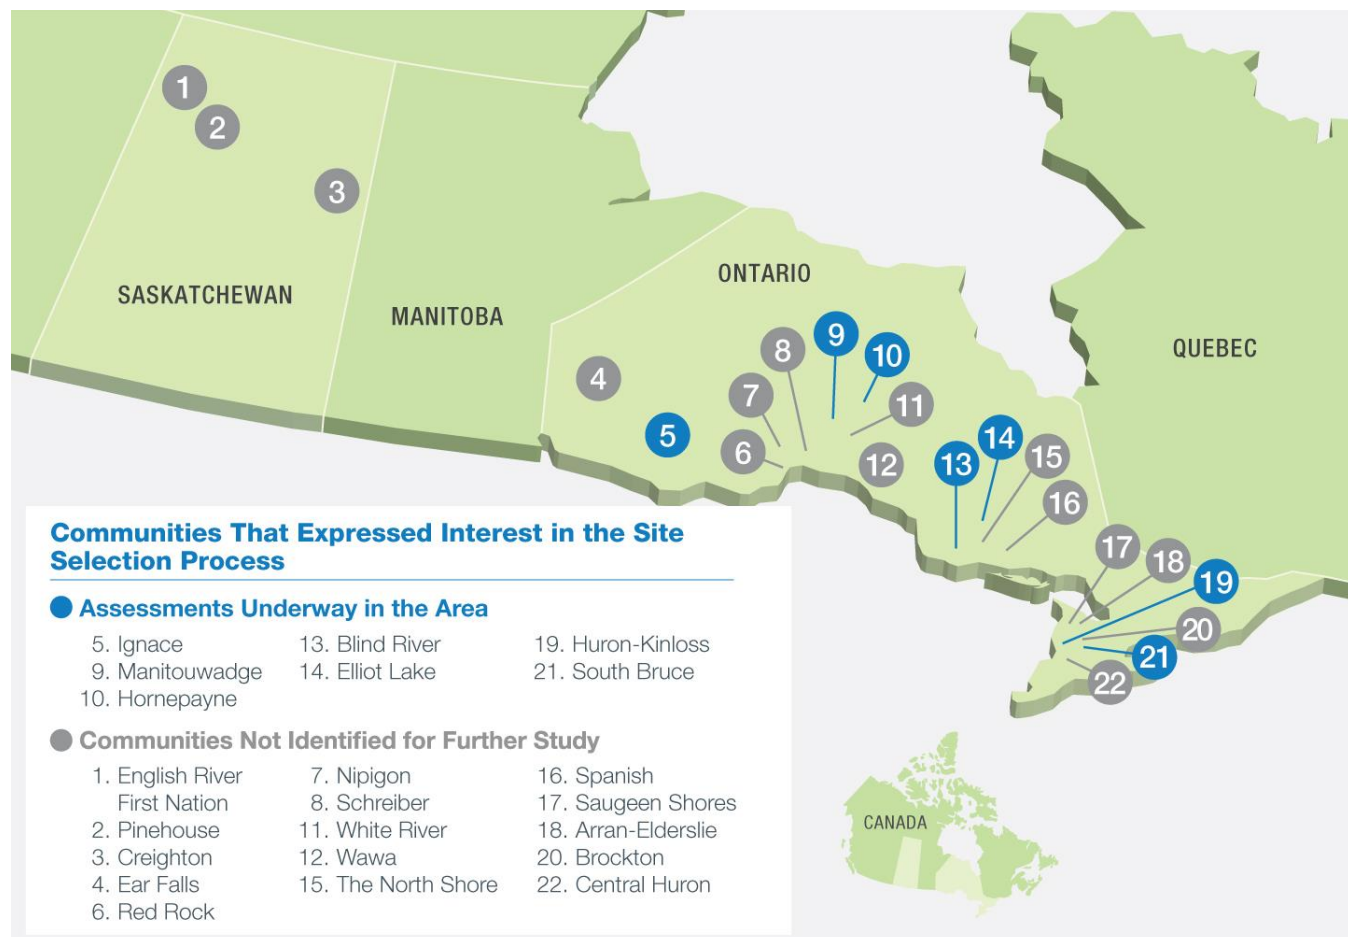 1
2
3
SASKATCHEWAN
MANITOBA
ONTARIO
QUEBEC
4
5
6
7
8
9
10
11
12
13
14
15
16
17
18
19
20
21
22
Communities That Expressed Interest in the Site
Selection Process
Assessments Underway in the Area
5. Ignace
9. Manitouwadge
10. Hornepayne
13. Blind River
14. Elliot Lake
19. Huron-Kinloss
21. South Bruce
Communities Not Identified for Further Study
1. English River
First Nation
2. Pinehouse
3. Creighton
4. Ear Falls
6. Red Rock
7. Nipigon
8. Schreiber
11. White River
12. Wawa
15. The North Shore
16. Spanish
17. Saugeen Shores
18. Arran-Elderslie
20. Brockton
22. Central Huron
CANADA